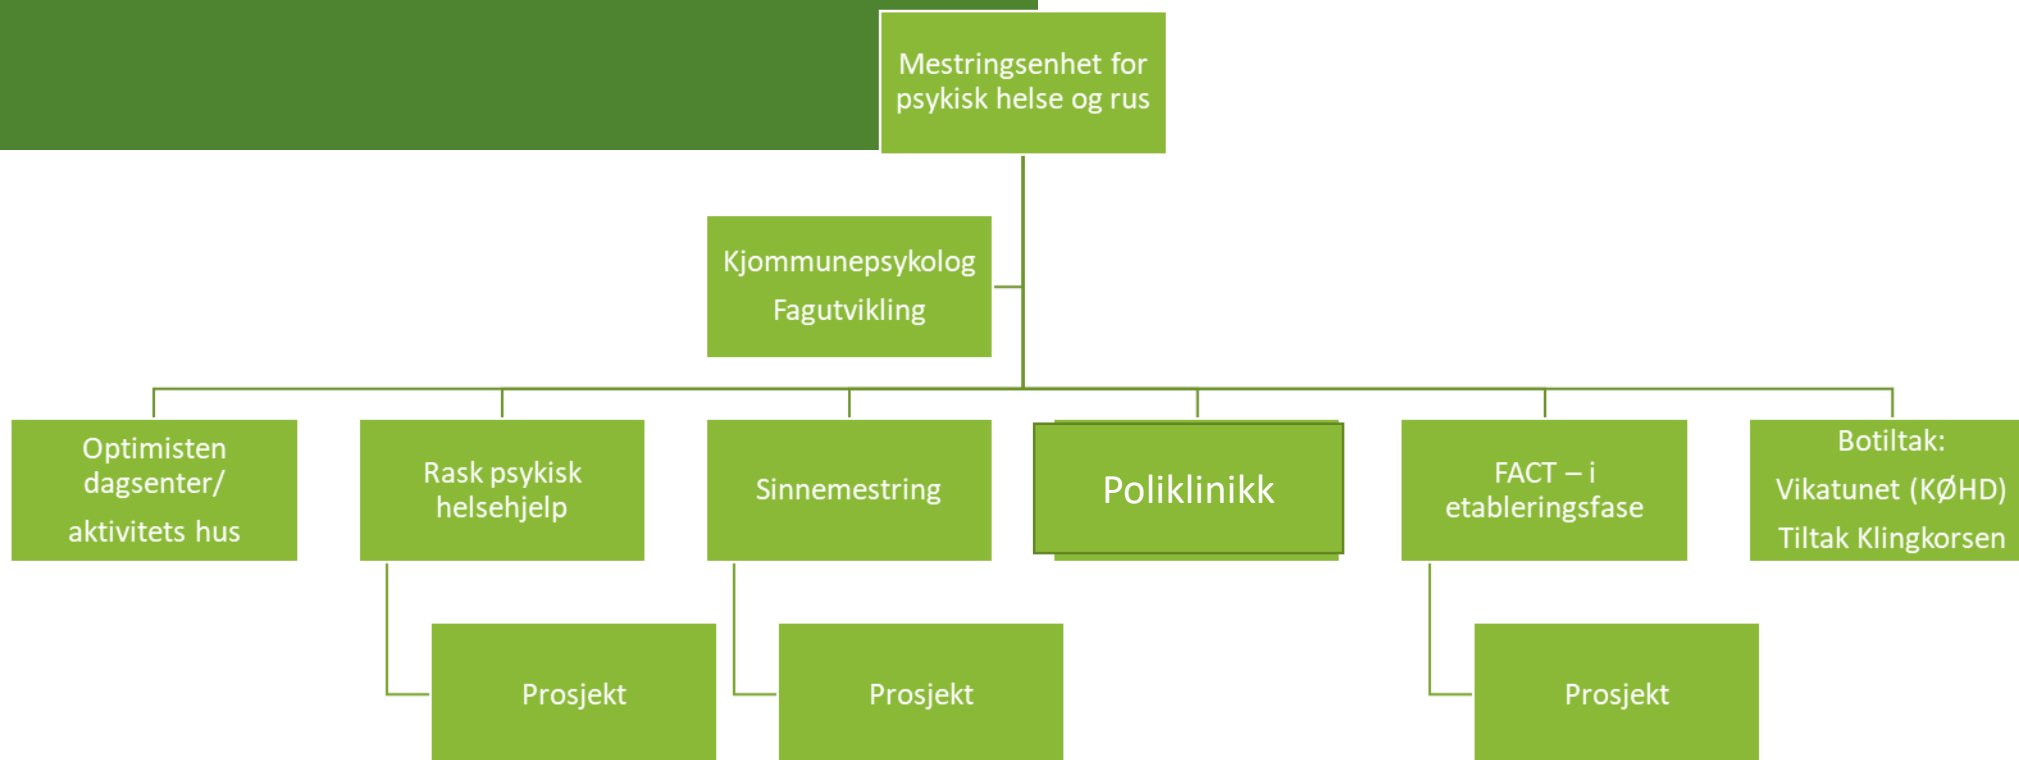 Mestringsenhet for
psykisk helse og rus
Kjommunepsykolog
Fagutvikling
Optimisten
dagsenter/
aktivitets hus
Rask psykisk
helsehjelp
Sinnemestring
Poliklinikk
FACT – i
etableringsfase
Botiltak:
Vikatunet (KØHD)
Tiltak Klingkorsen
Prosjekt
Prosjekt
Prosjekt